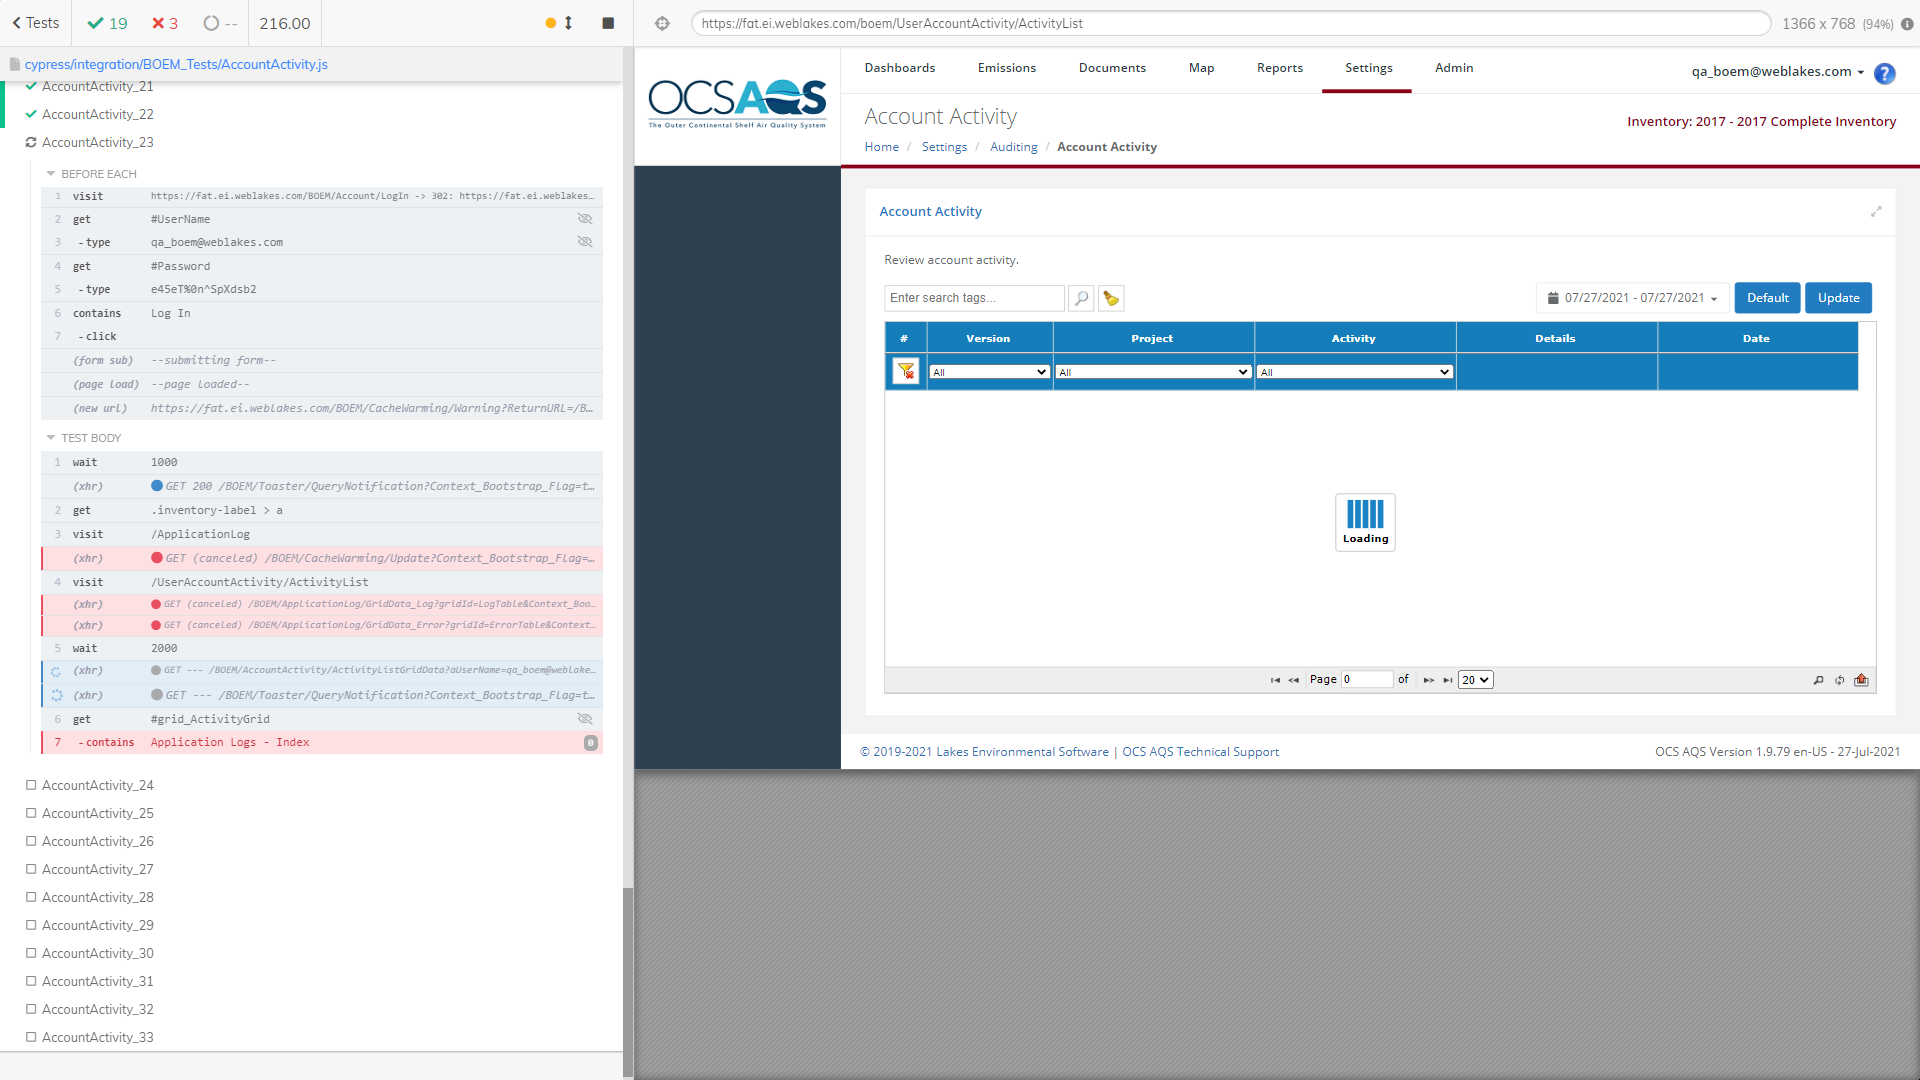 Tests
19
3
--
216.00
cypress/integration/BOEM_Tests/AccountActivity.js
AccountActivity_21
AccountActivity_22
AccountActivity_23
BEFORE EACH
1 visit https://fat.ei.weblakes.com/BOEM/Account/LogIn -> 302: https://fat.ei.weblakes...
2 get #UserName
3 -type qa_boem@weblakes.com
4 get #Password
5 -type e45eT%0n^SpXdsb2
6 contains Log In
7 -click
(form sub) --submitting form--
(page load) --page loaded--
(new url) https://fat.ei.weblakes.com/BOEM/CacheWarming/Warning?ReturnURL=/B...
TEST BODY
1 wait 1000
(xhr) GET 200 /BOEM/Toaster/QueryNotification?Context_Bootstrap_Flag=t...
2 get .inventory-label > a
3 visit /ApplicationLog
(xhr) GET (canceled) /BOEM/CacheWarming/Update?Context_Bootstrap_Flag=...
4 visit /UserAccountActivity/ActivityList
(xhr) GET (canceled) /BOEM/ApplicationLog/GridData_Log?gridId=LogTable&Context_Boo...
(xhr) GET (canceled) /BOEM/ApplicationLog/GridData_Error?gridId=ErrorTable&Context...
5 wait 2000
(xhr) GET --- /BOEM/AccountActivity/ActivityListGridData?aUserName=qa_boem@weblake...
(xhr) GET --- /BOEM/Toaster/QueryNotification?Context_Bootstrap_Flag=t...
6 get #grid_ActivityGrid
7 -contains Application Logs - Index 0
AccountActivity_24
AccountActivity_25
AccountActivity_26
AccountActivity_27
AccountActivity_28
AccountActivity_29
AccountActivity_30
AccountActivity_31
AccountActivity_32
AccountActivity_33
https://fat.ei.weblakes.com/boem/UserAccountActivity/ActivityList
1366 x 768 (94%)
OCSAQS
The Outer Continental Shelf Air Quality System
Dashboards Emissions Documents Map Reports Settings Admin
qa_boem@weblakes.com
?
Account Activity
Inventory: 2017 - 2017 Complete Inventory
Home / Settings / Auditing / Account Activity
Account Activity
Review account activity.
Enter search tags...
07/27/2021 - 07/27/2021
Default
Update
# Version Project Activity Details Date
All All All
Loading
Page 0 of 20
© 2019-2021 Lakes Environmental Software | OCS AQS Technical Support
OCS AQS Version 1.9.79 en-US - 27-Jul-2021